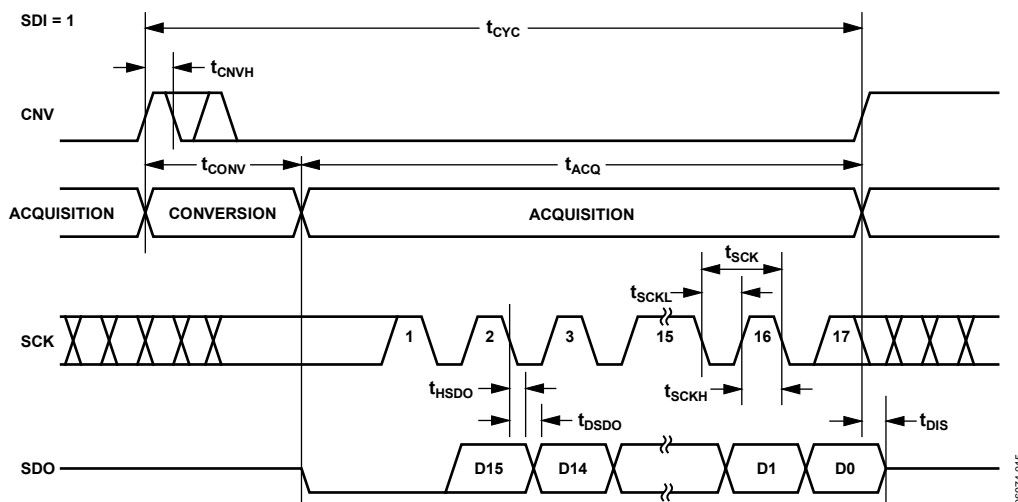 SDI = 1
tCYC
tCNVH
CNV
tCONV
tACQ
ACQUISITION
CONVERSION
ACQUISITION
tSCK
tSCKL
SCK
1
2
3
15
16
17
tHSDO
tSCKH
tDSDO
tDIS
SDO
D15
D14
D1
D0